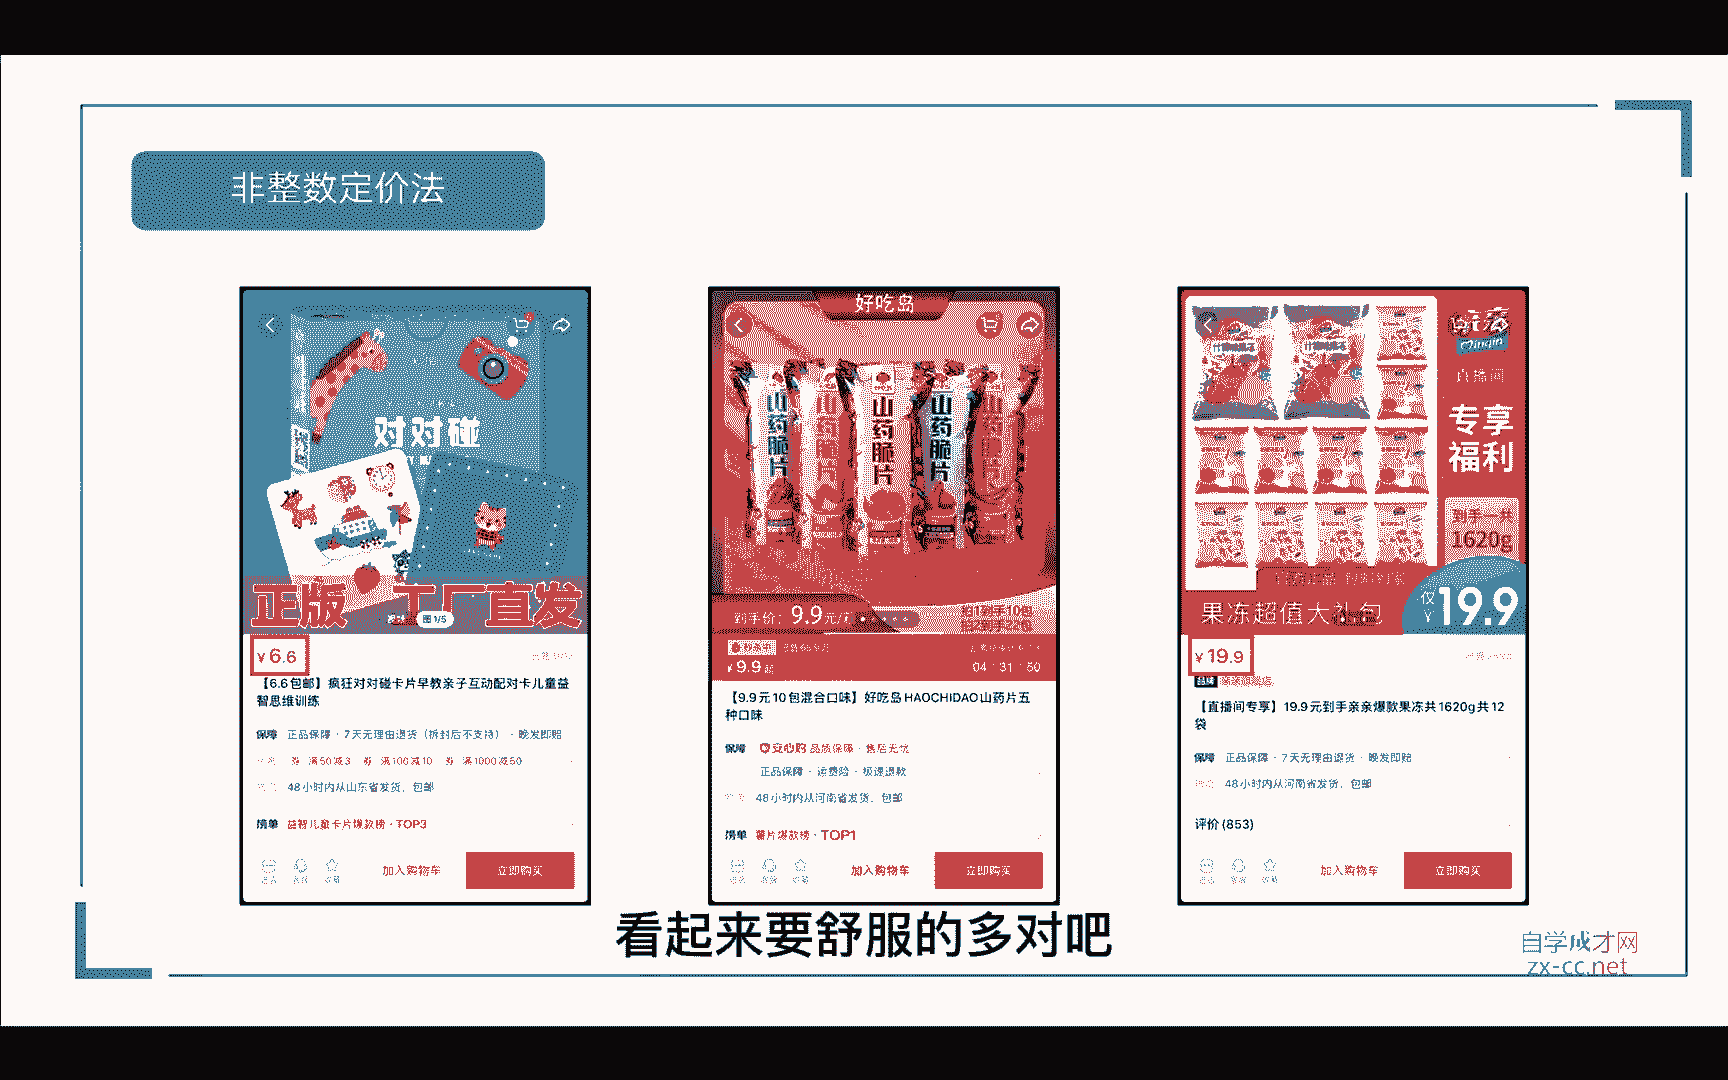 非整数定价法
对对碰
正版 工厂直发
图 1/5
¥6.6
【6.6包邮】疯狂对对碰卡片早教亲子互动配对卡儿童益
智思维训练
保障 正品保障 · 7天无理由退货（拆封后不支持） · 晚发即赔
券 满50减3 券 满100减10 券 满1000减50
48小时内从山东省发货，包邮
榜单 益智儿童卡片爆款榜 · TOP3
加入购物车 立即购买
好吃岛
山药脆片
山药脆片
山药脆片
山药脆片
山药脆片
到手价：9.9元/
¥9.9起
04 : 31 : 50
【9.9元10包混合口味】好吃岛HAOCHIDAO山药片五
种口味
保障 安心购 品质保障 · 售后无忧
正品保障 · 运费险 · 极速退款
48小时内从河南省发货，包邮
榜单 薯片爆款榜 · TOP1
加入购物车 立即购买
Qinqin
直播间
专享
福利
到手一共
1620g
果冻超值大礼包
仅¥19.9
¥19.9
【直播间专享】19.9元到手亲亲爆款果冻共1620g共12
袋
保障 正品保障 · 7天无理由退货 · 晚发即赔
48小时内从河南省发货，包邮
评价 (853)
加入购物车 立即购买
看起来要舒服的多对吧
自学成才网
zx-cc.net